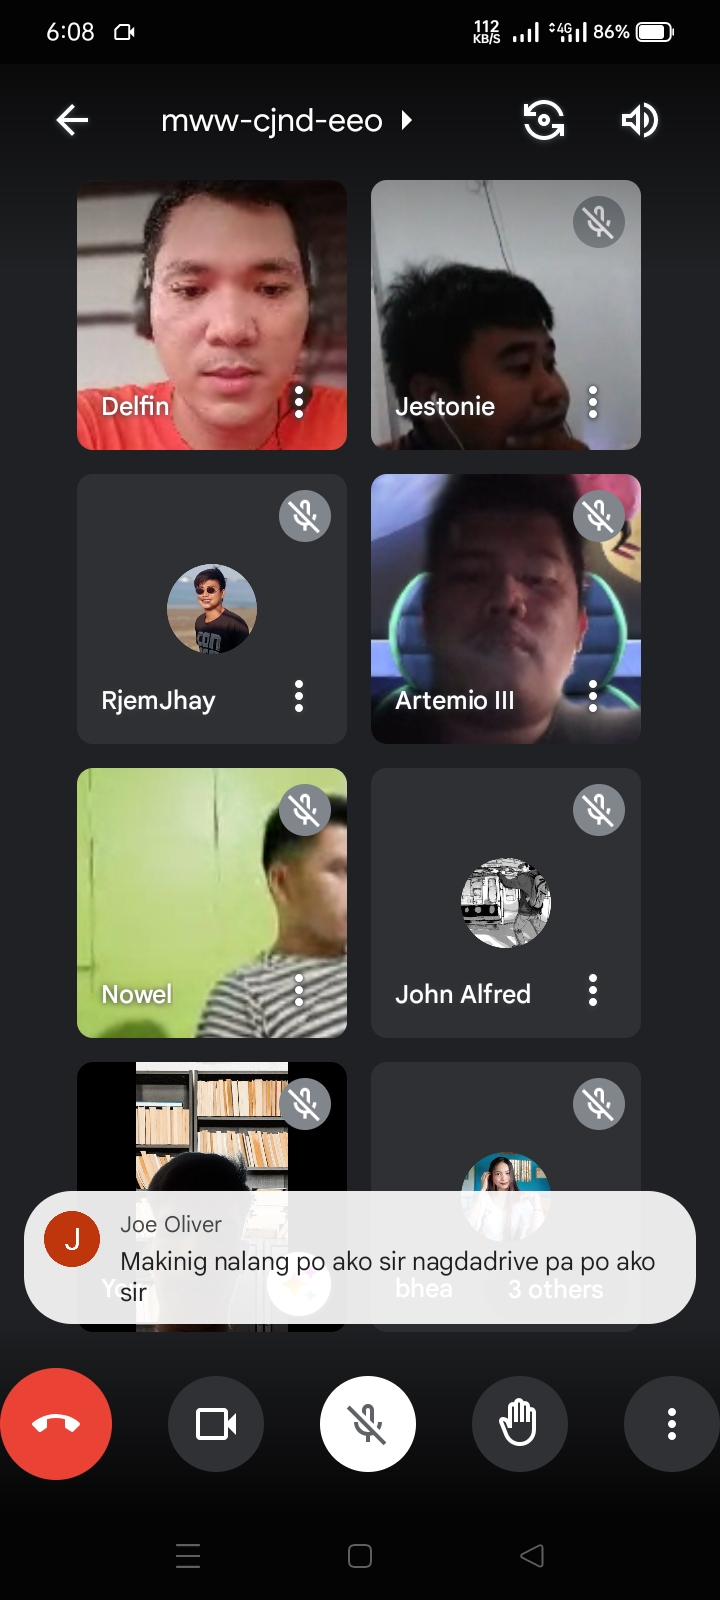 6:08 112 KB/S 4G 86%
mww-cjnd-eeo
Delfin
Jestonie
RjemJhay
Artemio III
Nowel
John Alfred
Joe Oliver
J
Makinig nalang po ako sir nagdadrive pa po ako
sir
bhea
3 others